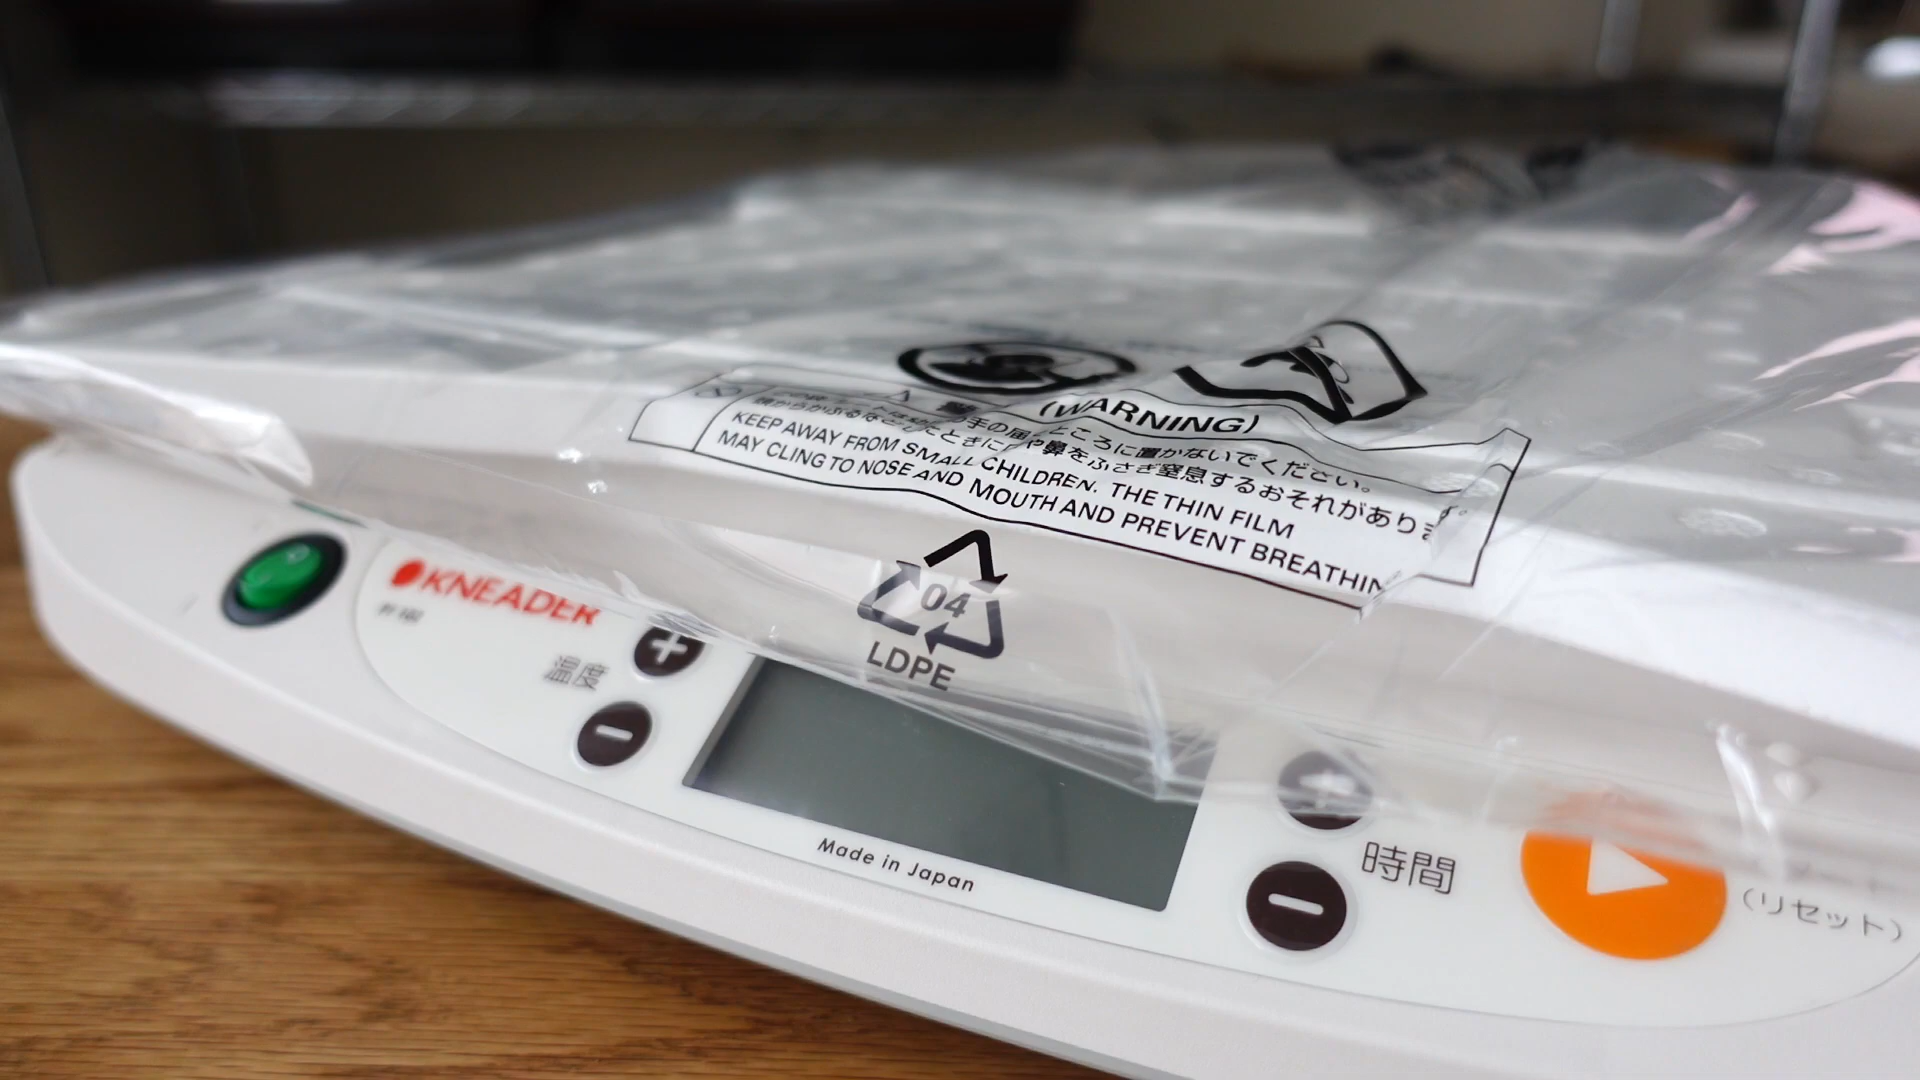 (WARNING)
手の届 ところに置かないでください。
や鼻をふさぎ窒息するおそれがありま
KEEP AWAY FROM SMALL CHILDREN. THE THIN FILM
MAY CLING TO NOSE AND MOUTH AND PREVENT BREATHIN
04
LDPE
KNEADER
温度
Made in Japan
時間
(リセット)